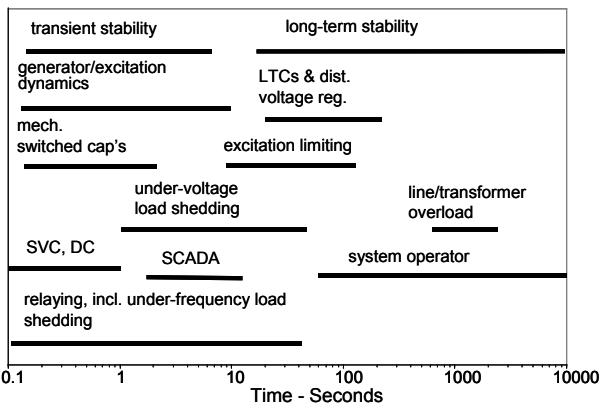 transient stability
long-term stability
generator/excitation
dynamics
LTCs & dist.
voltage reg.
mech.
switched cap's
excitation limiting
under-voltage
load shedding
line/transformer
overload
SVC, DC
SCADA
system operator
relaying, incl. under-frequency load
shedding
0.1 1 10 100 1000 10000
Time - Seconds